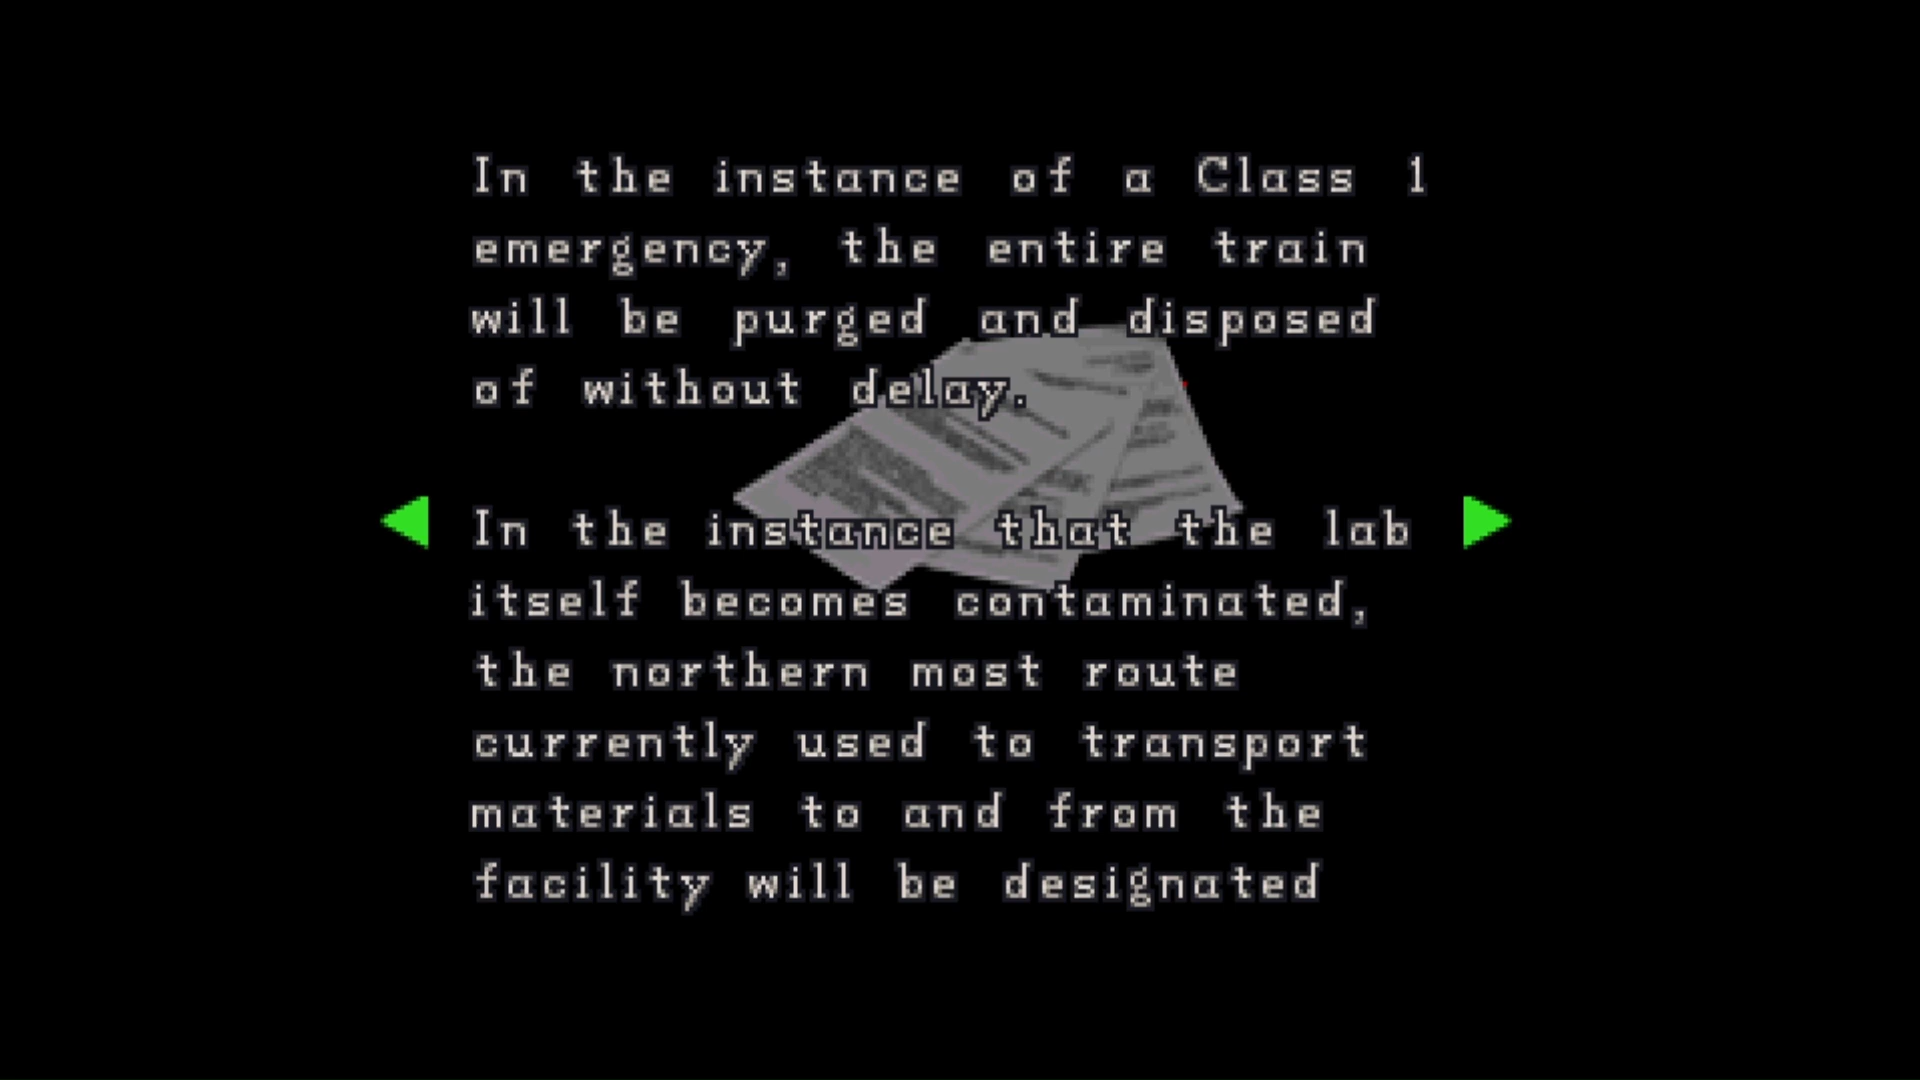 In the instance of a Class 1
emergency, the entire train
will be purged and disposed
of without delay.
In the instance that the lab
itself becomes contaminated,
the northern most route
currently used to transport
materials to and from the
facility will be designated